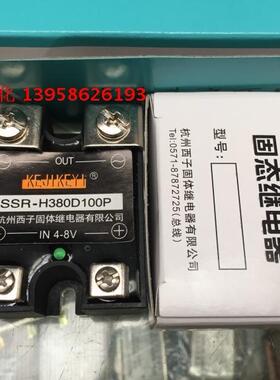 化 13958626193
OUT
KEJIKEYI
SSR-H380D100P
杭州西子固体继电器有限公司
IN 4-8V
固态继电器
型号:
杭州西子固体继电器有限公司
Tel:0571-87872725(总线)